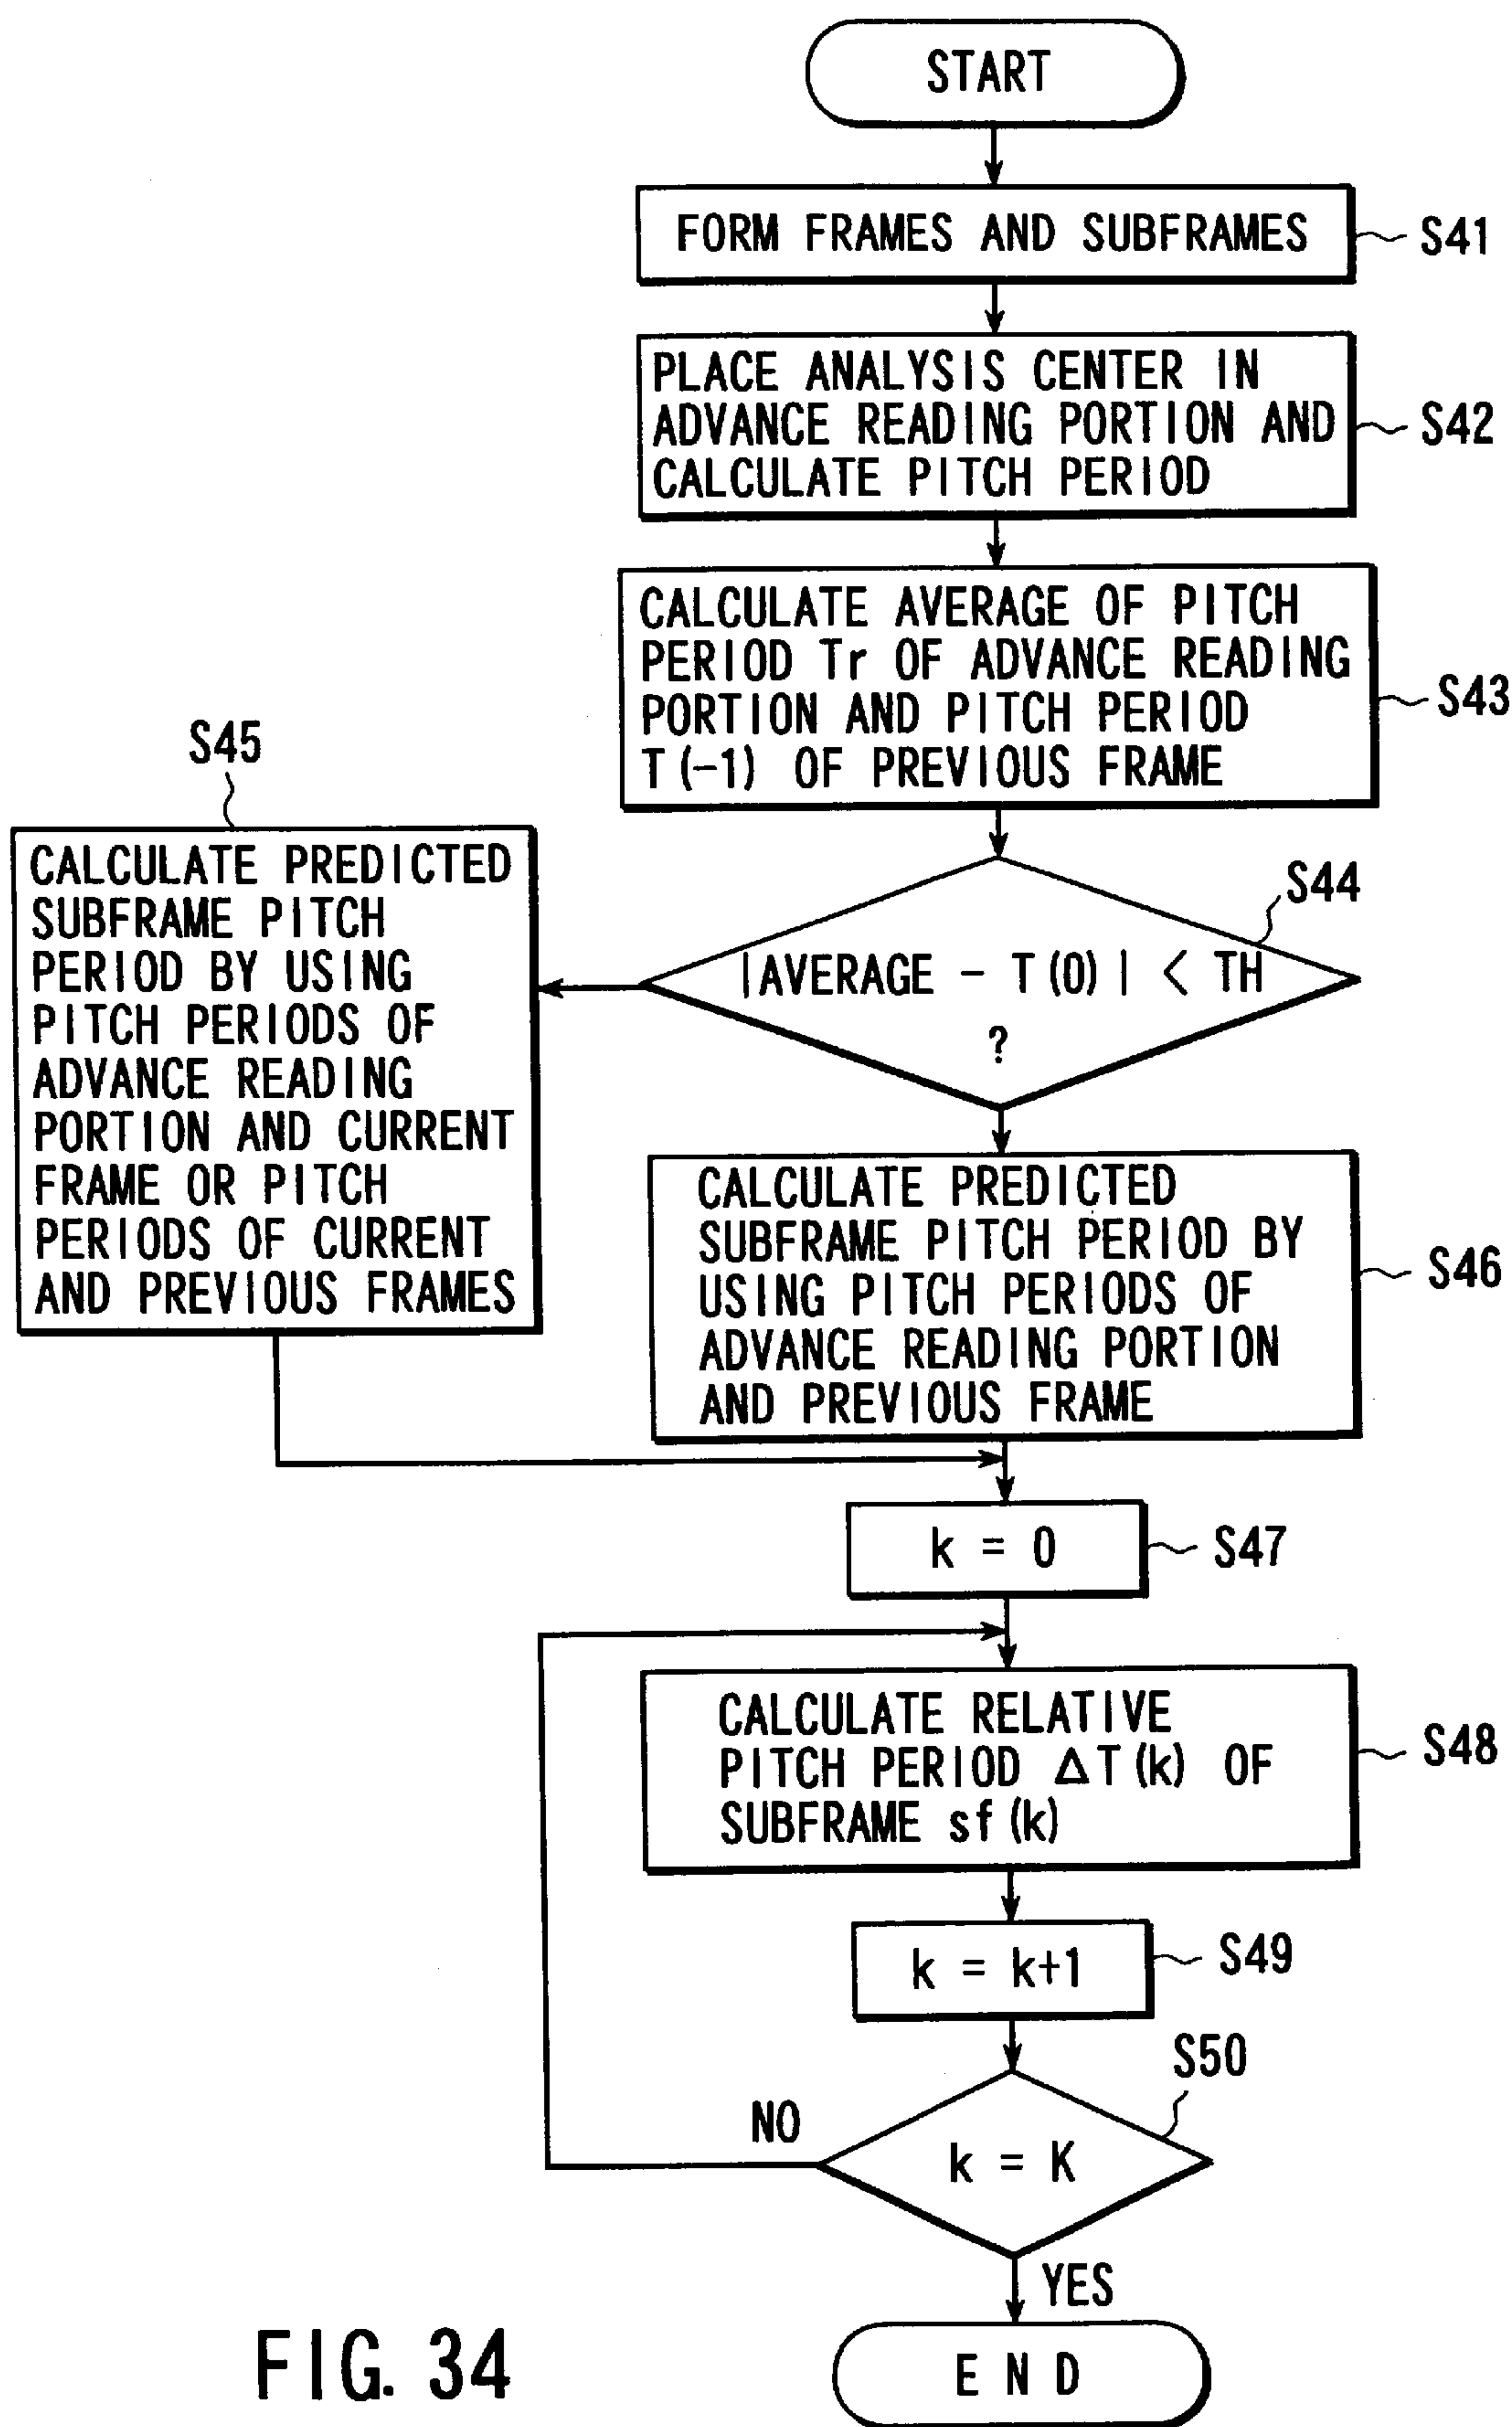 START
FORM FRAMES AND SUBFRAMES
S41
PLACE ANALYSIS CENTER IN
ADVANCE READING PORTION AND
CALCULATE PITCH PERIOD
S42
CALCULATE AVERAGE OF PITCH
PERIOD Tr OF ADVANCE READING
PORTION AND PITCH PERIOD
T(-1) OF PREVIOUS FRAME
S43
S44
|AVERAGE - T(0)| < TH
?
S45
CALCULATE PREDICTED
SUBFRAME PITCH
PERIOD BY USING
PITCH PERIODS OF
ADVANCE READING
PORTION AND CURRENT
FRAME OR PITCH
PERIODS OF CURRENT
AND PREVIOUS FRAMES
CALCULATE PREDICTED
SUBFRAME PITCH PERIOD BY
USING PITCH PERIODS OF
ADVANCE READING PORTION
AND PREVIOUS FRAME
S46
k = 0
S47
CALCULATE RELATIVE
PITCH PERIOD ΔT(k) OF
SUBFRAME sf(k)
S48
k = k+1
S49
S50
k = K
NO
YES
END
FIG. 34